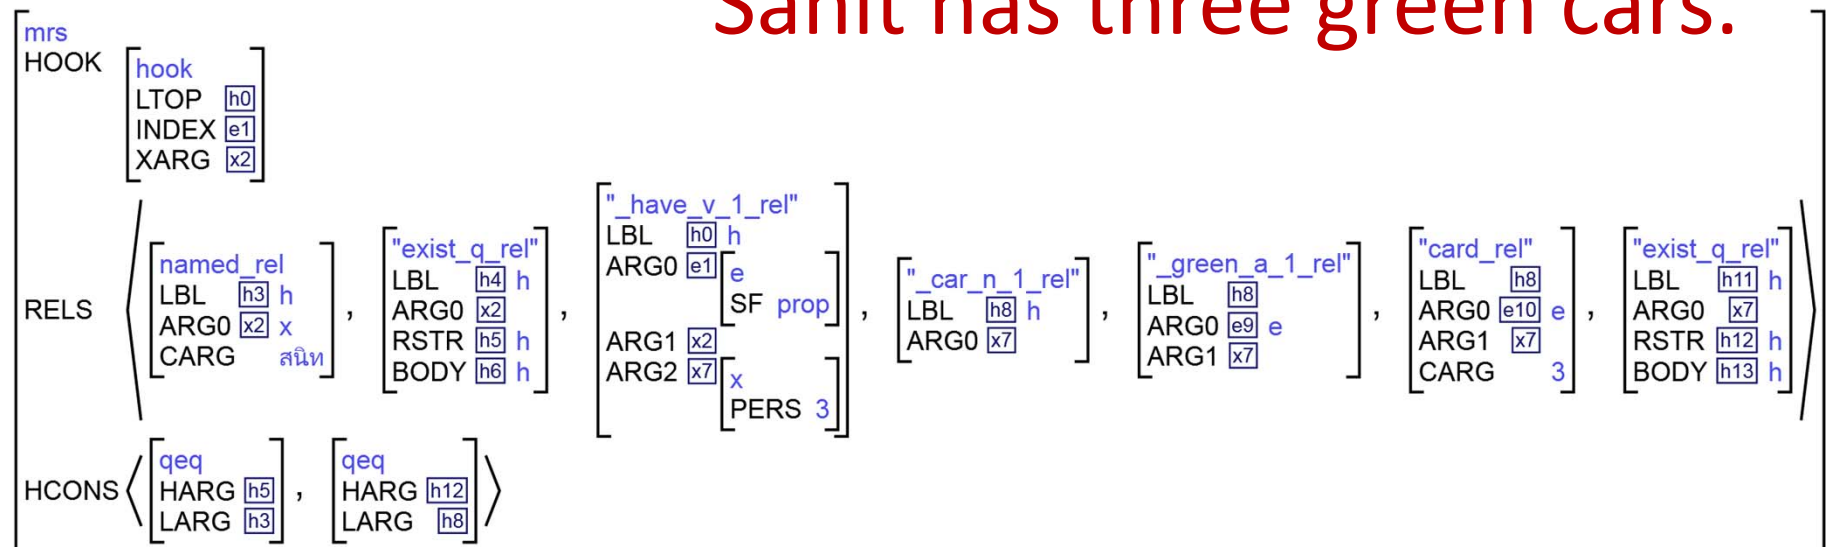 Sanit has three green cars.
mrs
HOOK
hook
LTOP h0
INDEX e1
XARG x2
RELS
named_rel
LBL h3 h
ARG0 x2 x
CARG สนิท
,
"exist_q_rel"
LBL h4 h
ARG0 x2
RSTR h5 h
BODY h6 h
,
"_have_v_1_rel"
LBL h0 h
ARG0 e1 e
SF prop
ARG1 x2
ARG2 x7 x
PERS 3
,
"_car_n_1_rel"
LBL h8 h
ARG0 x7
,
"_green_a_1_rel"
LBL h8
ARG0 e9 e
ARG1 x7
,
"card_rel"
LBL h8
ARG0 e10 e
ARG1 x7
CARG 3
,
"exist_q_rel"
LBL h11 h
ARG0 x7
RSTR h12 h
BODY h13 h
HCONS
qeq
HARG h5
LARG h3
,
qeq
HARG h12
LARG h8